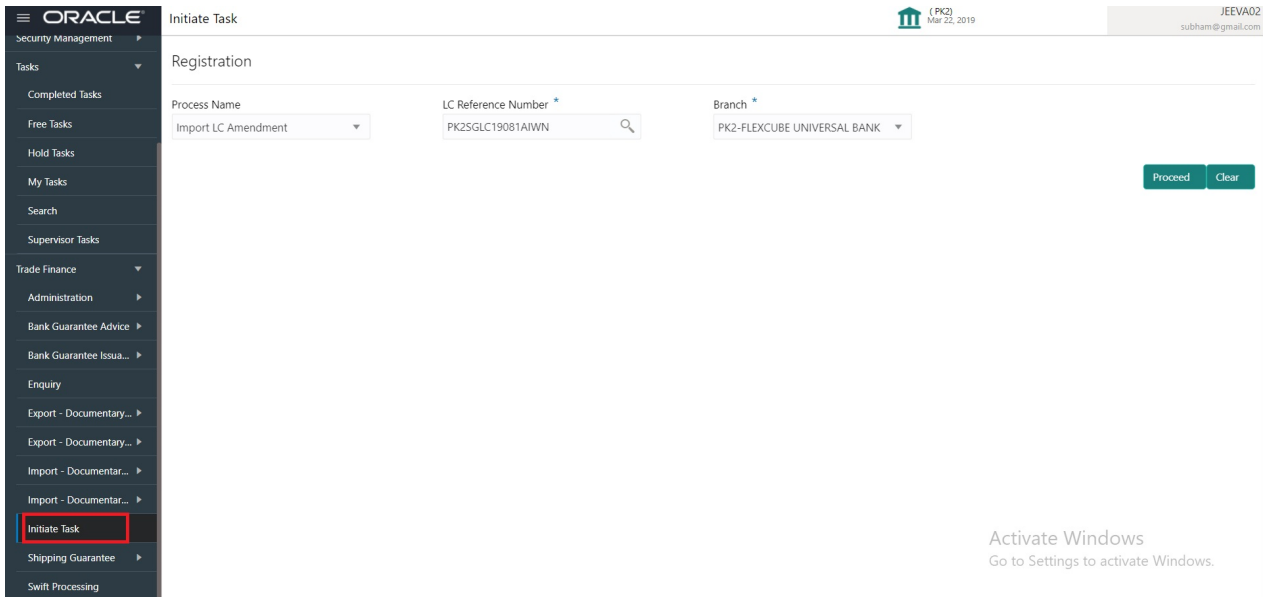 ORACLE
Initiate Task
( PK2)
Mar 22, 2019
JEEVA02
subham@gmail.com
Security Management
Tasks
Completed Tasks
Free Tasks
Hold Tasks
My Tasks
Search
Supervisor Tasks
Trade Finance
Administration
Bank Guarantee Advice
Bank Guarantee Issua...
Enquiry
Export - Documentary...
Export - Documentary...
Import - Documentar...
Import - Documentar...
Initiate Task
Shipping Guarantee
Swift Processing
Registration
Process Name
Import LC Amendment
LC Reference Number *
PK2SGLC19081AIWN
Branch *
PK2-FLEXCUBE UNIVERSAL BANK
Proceed
Clear
Activate Windows
Go to Settings to activate Windows.